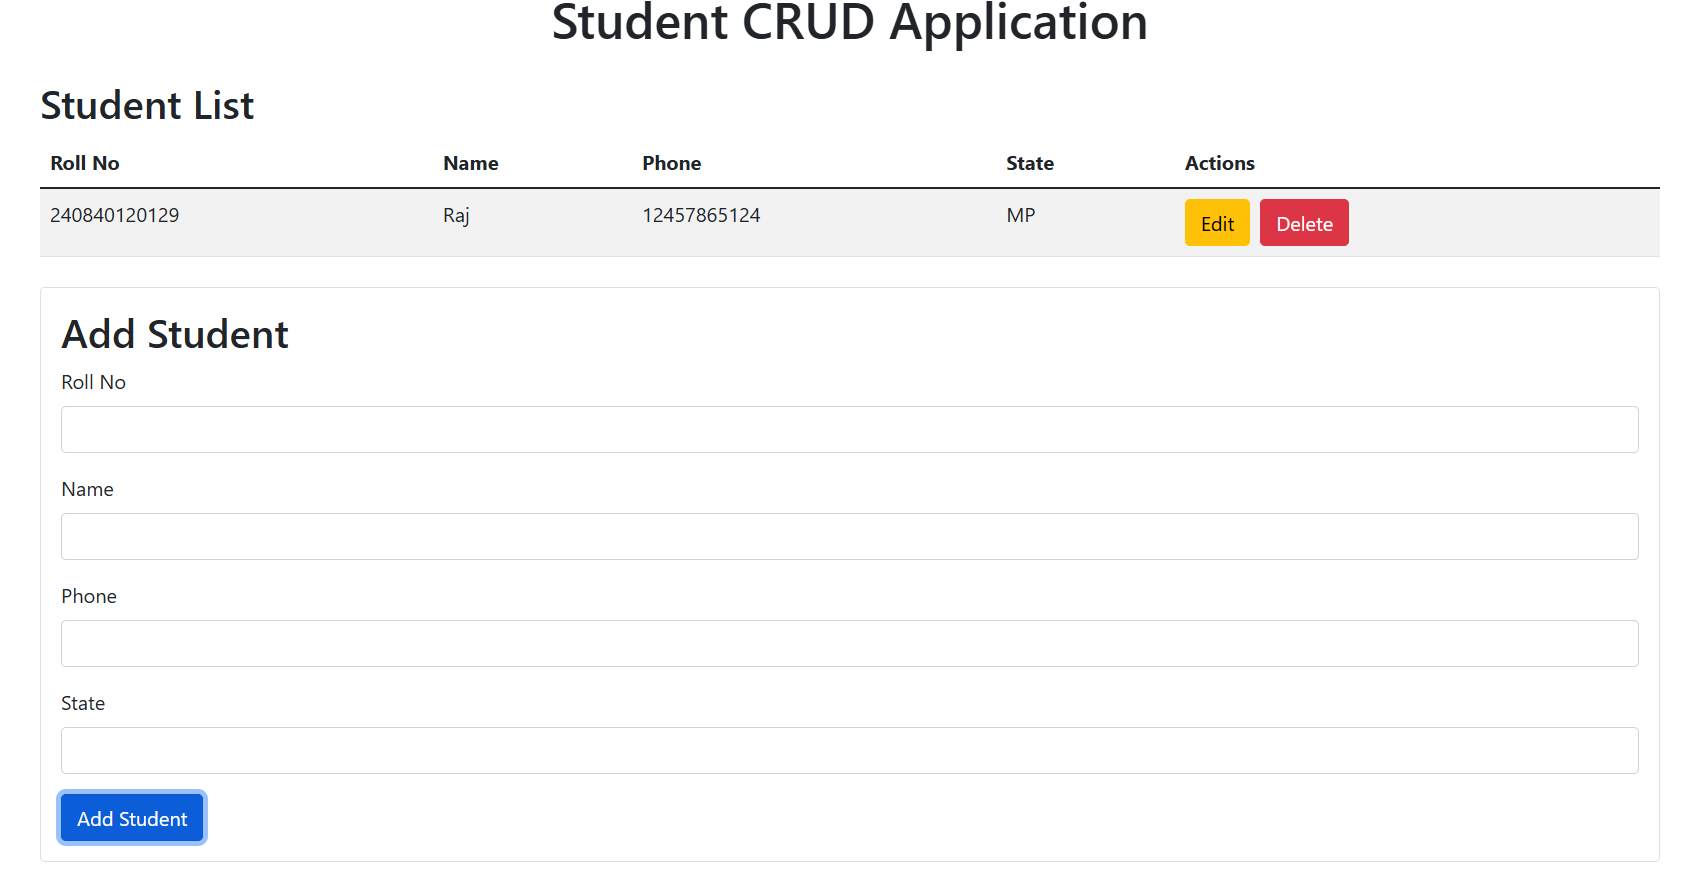 Student CRUD Application
Student List
Roll No Name Phone State Actions
240840120129 Raj 12457865124 MP Edit Delete
Add Student
Roll No
Name
Phone
State
Add Student